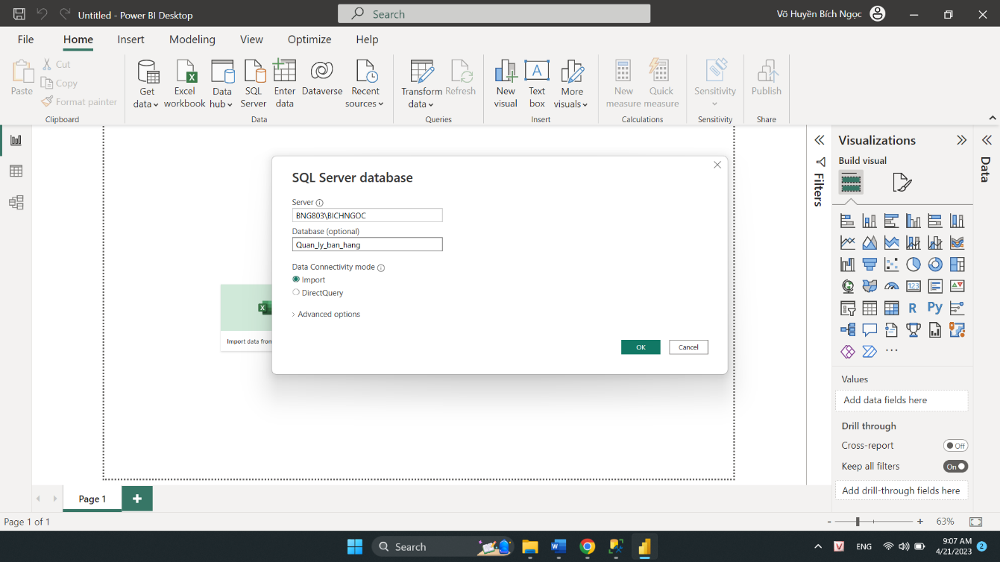 Untitled - Power BI Desktop
Search
Võ Huyền Bích Ngọc
File Home Insert Modeling View Optimize Help
Paste
Cut
Copy
Format painter
Clipboard
Get data
Excel workbook
Data hub
SQL Server
Enter data
Dataverse
Recent sources
Data
Transform data
Refresh
Queries
New visual
Text box
More visuals
Insert
New measure
Quick measure
Calculations
Sensitivity
Sensitivity
Publish
Share
SQL Server database
Server
BNG803\BICHNGOC
Database (optional)
Quan_ly_ban_hang
Data Connectivity mode
Import
DirectQuery
Advanced options
OK Cancel
Import data from
Filters
Visualizations
Build visual
123
R Py
Values
Add data fields here
Drill through
Cross-report Off
Keep all filters On
Add drill-through fields here
Data
Page 1
Page 1 of 1
- + 63%
Search
ENG
9:07 AM
4/21/2023
2